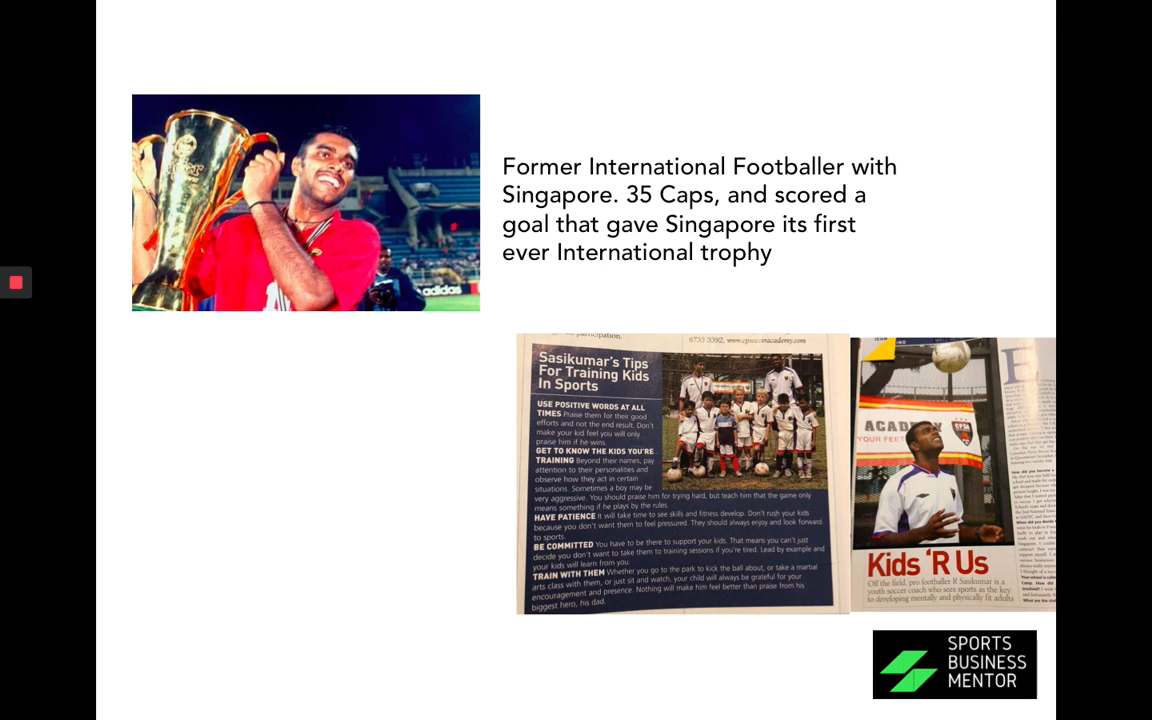 Former International Footballer with
Singapore. 35 Caps, and scored a
goal that gave Singapore its first
ever International trophy
adidas
participation,
6733 3392, www.cpsocceracademy.com
Sasikumar's Tips
For Training Kids
In Sports
USE POSITIVE WORDS AT ALL
TIMES Praise them for their good
efforts and not the end result. Don't
make your kid feel you will only
praise him if he wins.
GET TO KNOW THE KIDS YOU'RE
TRAINING Beyond their names, pay
attention to their personalities and
observe how they act in certain
situations. Sometimes a boy may be
very aggressive. You should praise him for trying hard, but teach him that the game only
means something if he plays by the rules.
HAVE PATIENCE It will take time to see skills and fitness develop. Don't rush your kids
because you don't want them to feel pressured. They should always enjoy and look forward
to sports.
BE COMMITTED You have to be there to support your kids. That means you can't just
decide you don't want to take them to training sessions if you're tired. Lead by example and
your kids will learn from you.
TRAIN WITH THEM Whether you go to the park to kick the ball about, or take a martial
arts class with them, or just sit and watch, your child will always be grateful for your
encouragement and presence. Nothing will make him feel better than praise from his
biggest hero, his dad.
ACADEMY
YOUR FEET
Kids 'R Us
Off the field, pro footballer R Sasikumar is a
youth soccer coach who sees sports as the key
to developing mentally and physically fit adults
SPORTS
BUSINESS
MENTOR